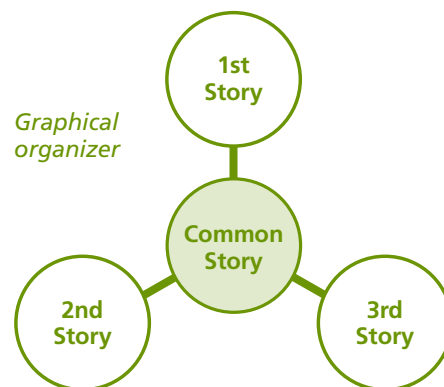 1st
Story
Graphical
organizer
Common
Story
2nd
Story
3rd
Story